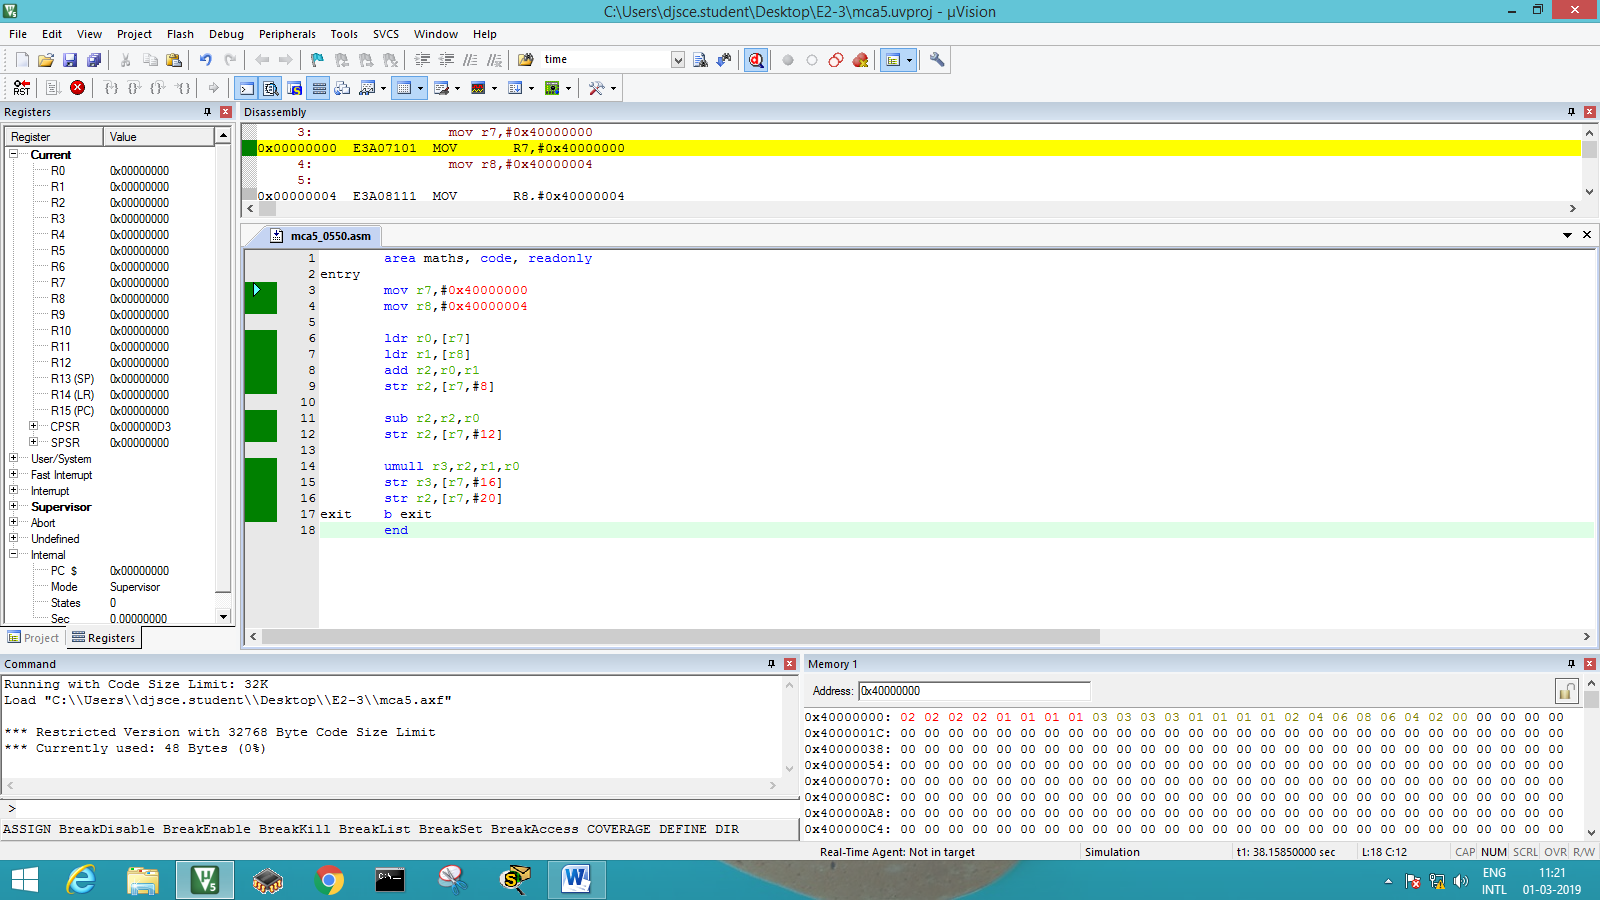 C:\Users\djsce.student\Desktop\E2-3\mca5.uvproj - µVision
File Edit View Project Flash Debug Peripherals Tools SVCS Window Help
time
RST
Registers
Register Value
Current
R0 0x00000000
R1 0x00000000
R2 0x00000000
R3 0x00000000
R4 0x00000000
R5 0x00000000
R6 0x00000000
R7 0x00000000
R8 0x00000000
R9 0x00000000
R10 0x00000000
R11 0x00000000
R12 0x00000000
R13 (SP) 0x00000000
R14 (LR) 0x00000000
R15 (PC) 0x00000000
CPSR 0x000000D3
SPSR 0x00000000
User/System
Fast Interrupt
Interrupt
Supervisor
Abort
Undefined
Internal
PC $ 0x00000000
Mode Supervisor
States 0
Sec 0.00000000
Project Registers
Disassembly
3: mov r7,#0x40000000
0x00000000 E3A07101 MOV R7,#0x40000000
4: mov r8,#0x40000004
5:
0x00000004 E3A08111 MOV R8,#0x40000004
mca5_0550.asm
1 area maths, code, readonly
2 entry
3 mov r7,#0x40000000
4 mov r8,#0x40000004
5
6 ldr r0,[r7]
7 ldr r1,[r8]
8 add r2,r0,r1
9 str r2,[r7,#8]
10
11 sub r2,r2,r0
12 str r2,[r7,#12]
13
14 umull r3,r2,r1,r0
15 str r3,[r7,#16]
16 str r2,[r7,#20]
17 exit b exit
18 end
Command
Running with Code Size Limit: 32K
Load "C:\\Users\\djsce.student\\Desktop\\E2-3\\mca5.axf"
*** Restricted Version with 32768 Byte Code Size Limit
*** Currently used: 48 Bytes (0%)
>
ASSIGN BreakDisable BreakEnable BreakKill BreakList BreakSet BreakAccess COVERAGE DEFINE DIR
Memory 1
Address: 0x40000000
0x40000000: 02 02 02 02 01 01 01 01 03 03 03 03 01 01 01 01 02 04 06 08 06 04 02 00 00 00 00 00
0x4000001C: 00 00 00 00 00 00 00 00 00 00 00 00 00 00 00 00 00 00 00 00 00 00 00 00 00 00 00 00
0x40000038: 00 00 00 00 00 00 00 00 00 00 00 00 00 00 00 00 00 00 00 00 00 00 00 00 00 00 00 00
0x40000054: 00 00 00 00 00 00 00 00 00 00 00 00 00 00 00 00 00 00 00 00 00 00 00 00 00 00 00 00
0x40000070: 00 00 00 00 00 00 00 00 00 00 00 00 00 00 00 00 00 00 00 00 00 00 00 00 00 00 00 00
0x4000008C: 00 00 00 00 00 00 00 00 00 00 00 00 00 00 00 00 00 00 00 00 00 00 00 00 00 00 00 00
0x400000A8: 00 00 00 00 00 00 00 00 00 00 00 00 00 00 00 00 00 00 00 00 00 00 00 00 00 00 00 00
0x400000C4: 00 00 00 00 00 00 00 00 00 00 00 00 00 00 00 00 00 00 00 00 00 00 00 00 00 00 00 00
Real-Time Agent: Not in target Simulation t1: 38.15850000 sec L:18 C:12 CAP NUM SCRL OVR R/W
ENG 11:21
INTL 01-03-2019